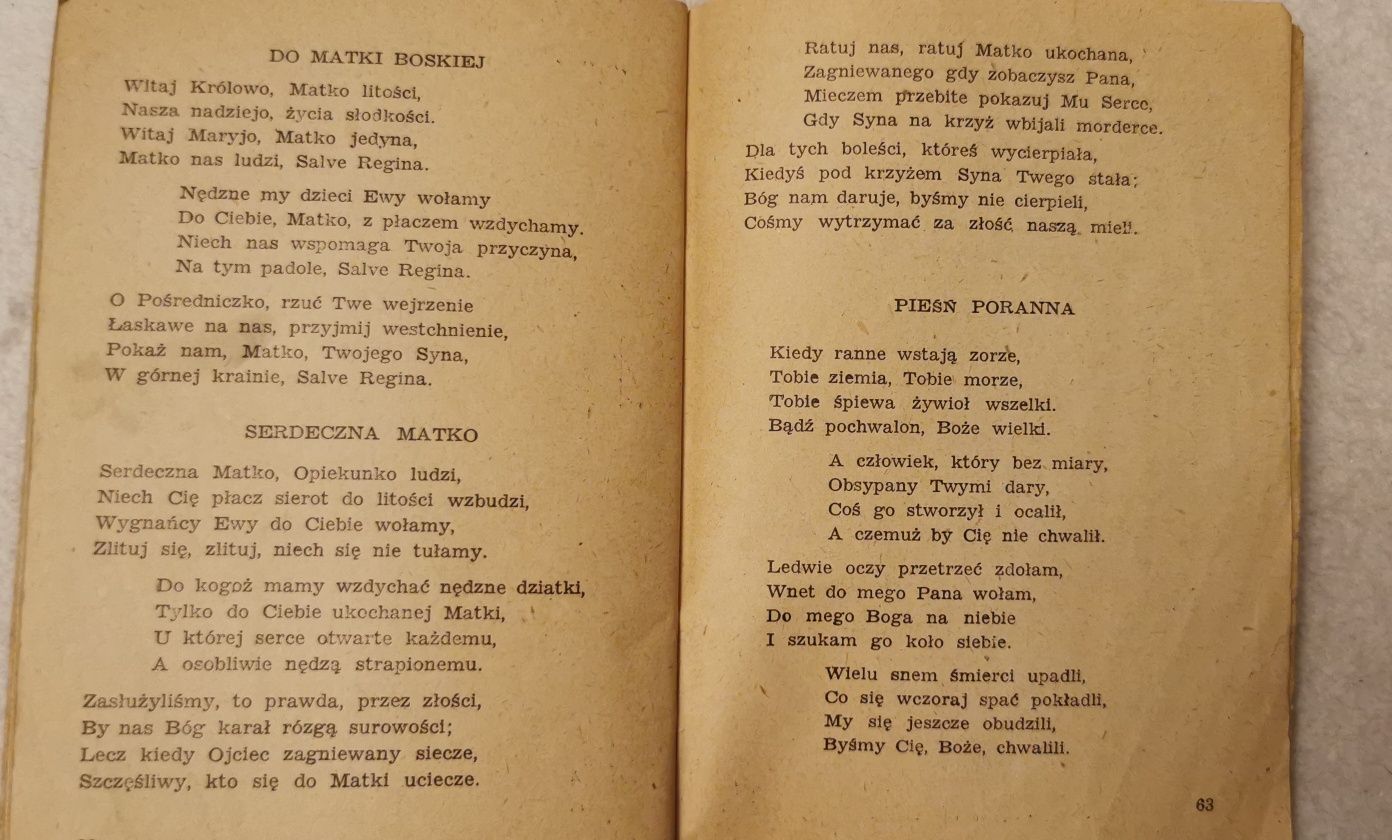 DO MATKI BOSKIEJ
Witaj Królowo, Matko litości,
Nasza nadziejo, życia słodkości.
Witaj Maryjo, Matko jedyna,
Matko nas ludzi, Salve Regina.
Nędzne my dzieci Ewy wołamy
Do Ciebie, Matko, z płaczem wzdychamy.
Niech nas wspomaga Twoja przyczyna,
Na tym padole, Salve Regina.
O Pośredniczko, rzuć Twe wejrzenie
Łaskawe na nas, przyjmij westchnienie,
Pokaż nam, Matko, Twojego Syna,
W górnej krainie, Salve Regina.
SERDECZNA MATKO
Serdeczna Matko, Opiekunko ludzi,
Niech Cię płacz sierot do litości wzbudzi,
Wygnańcy Ewy do Ciebie wołamy,
Zlituj się, zlituj, niech się nie tułamy.
Do kogoż mamy wzdychać nędzne dziatki,
Tylko do Ciebie ukochanej Matki,
U której serce otwarte każdemu,
A osobliwie nędzą strapionemu.
Zasłużyliśmy, to prawda, przez złości,
By nas Bóg karał rózgą surowości;
Lecz kiedy Ojciec zagniewany siecze,
Szczęśliwy, kto się do Matki uciecze.
Ratuj nas, ratuj Matko ukochana,
Zagniewanego gdy zobaczysz Pana,
Mieczem przebite pokazuj Mu Serce,
Gdy Syna na krzyż wbijali morderce.
Dla tych boleści, któreś wycierpiała,
Kiedyś pod krzyżem Syna Twego stała;
Bóg nam daruje, byśmy nie cierpieli,
Cośmy wytrzymać za złość naszą mieli.
PIEŚŃ PORANNA
Kiedy ranne wstają zorze,
Tobie ziemia, Tobie morze,
Tobie śpiewa żywioł wszelki.
Bądź pochwalon, Boże wielki.
A człowiek, który bez miary,
Obsypany Twymi dary,
Coś go stworzył i ocalił,
A czemuż by Cię nie chwalił.
Ledwie oczy przetrzeć zdołam,
Wnet do mego Pana wołam,
Do mego Boga na niebie
I szukam go koło siebie.
Wielu snem śmierci upadli,
Co się wczoraj spać pokładli,
My się jeszcze obudzili,
Byśmy Cię, Boże, chwalili.
63